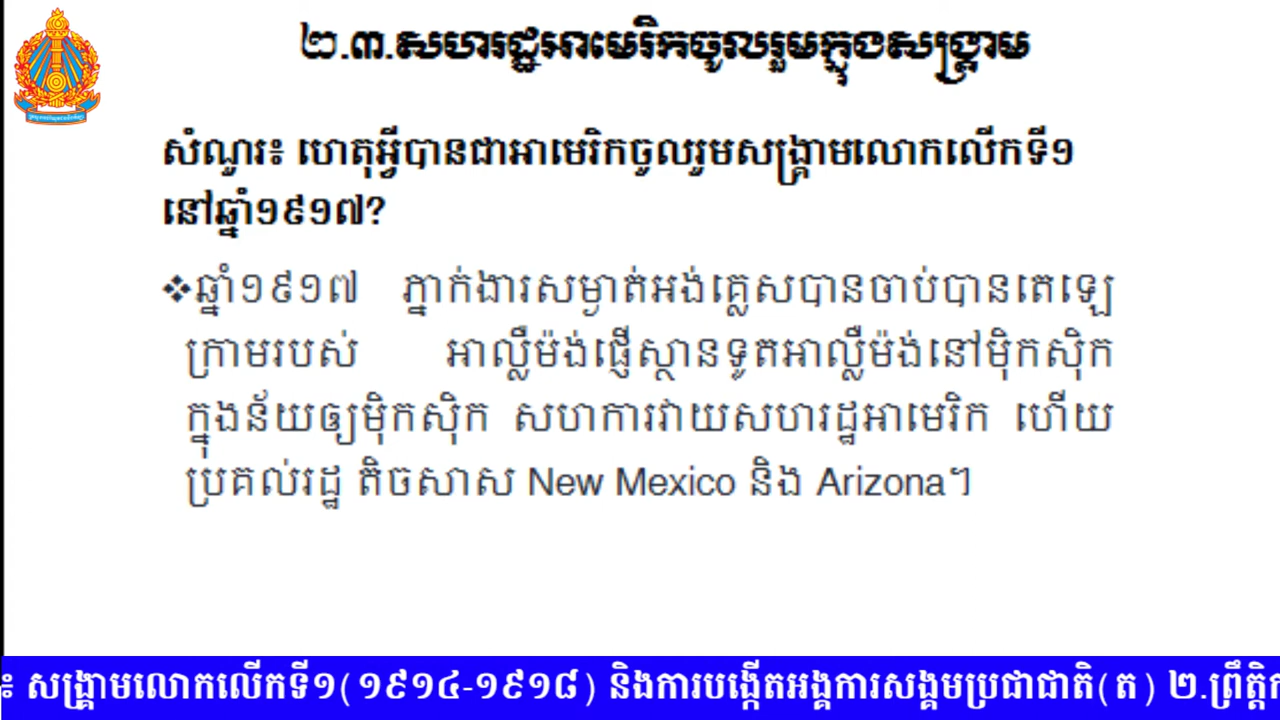 ២.៣.សហរដ្ឋអាមេរិកចូលរួមក្នុងសង្គ្រាម
សំណួរ៖ ហេតុអ្វីបានជាអាមេរិកចូលរួមសង្គ្រាមលោកលើកទី១
នៅឆ្នាំ១៩១៧?
❖ឆ្នាំ១៩១៧ ភ្នាក់ងារសម្ងាត់អង់គ្លេសបានចាប់បានតេឡេ
ក្រាមរបស់ អាល្លឺម៉ង់ផ្ញើស្ថានទូតអាល្លឺម៉ង់នៅម៉ិកស៊ិក
ក្នុងន័យឲ្យម៉ិកស៊ិក សហការវាយសហរដ្ឋអាមេរិក ហើយ
ប្រគល់រដ្ឋ តិចសាស New Mexico និង Arizona។
៖ សង្គ្រាមលោកលើកទី១(១៩១៤-១៩១៨) និងការបង្កើតអង្គការសង្គមប្រជាជាតិ(ត) ២.ព្រឹត្តិ